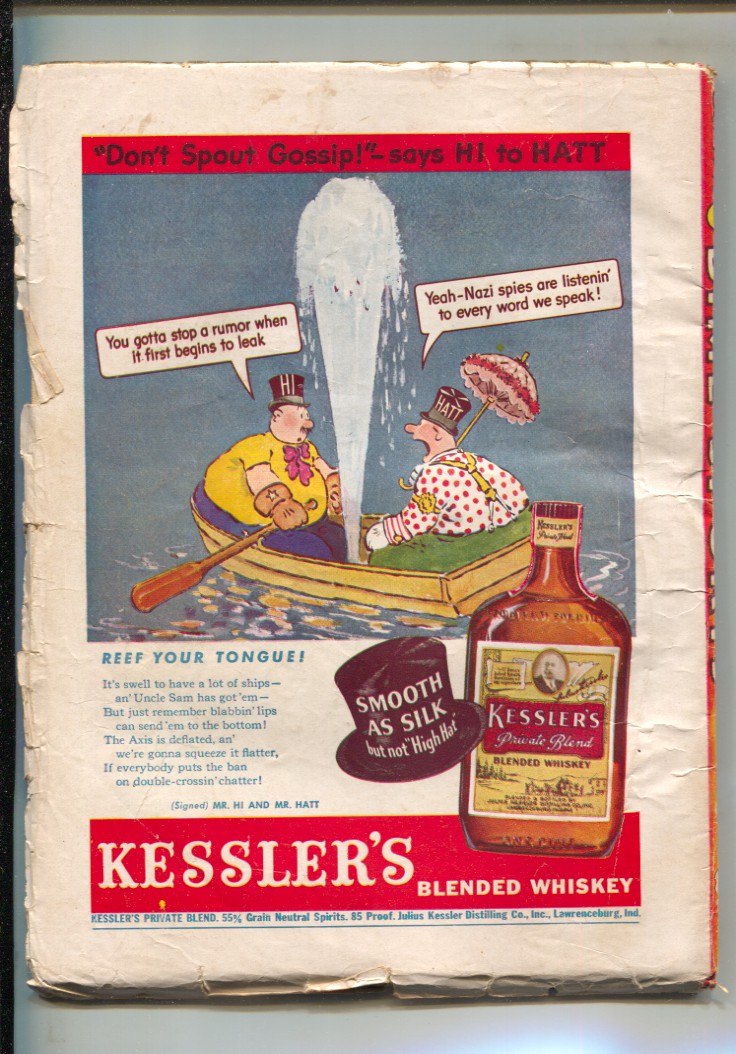 "Don't Spout Gossip!"- says HI to HATT
You gotta stop a rumor when
it first begins to leak
Yeah-Nazi spies are listenin'
to every word we speak!
HI
HATT
REEF YOUR TONGUE!
It's swell to have a lot of ships—
an' Uncle Sam has got 'em—
But just remember blabbin' lips
can send 'em to the bottom!
The Axis is deflated, an'
we're gonna squeeze it flatter,
If everybody puts the ban
on double-crossin' chatter!
(Signed) MR. HI AND MR. HATT
SMOOTH
AS SILK
but not "High Hat"
KESSLER'S
Private Blend
KESSLER'S
Private Blend
BLENDED WHISKEY
KESSLER'S
BLENDED WHISKEY
KESSLER'S PRIVATE BLEND. 55% Grain Neutral Spirits. 85 Proof. Julius Kessler Distilling Co., Inc., Lawrenceburg, Ind.